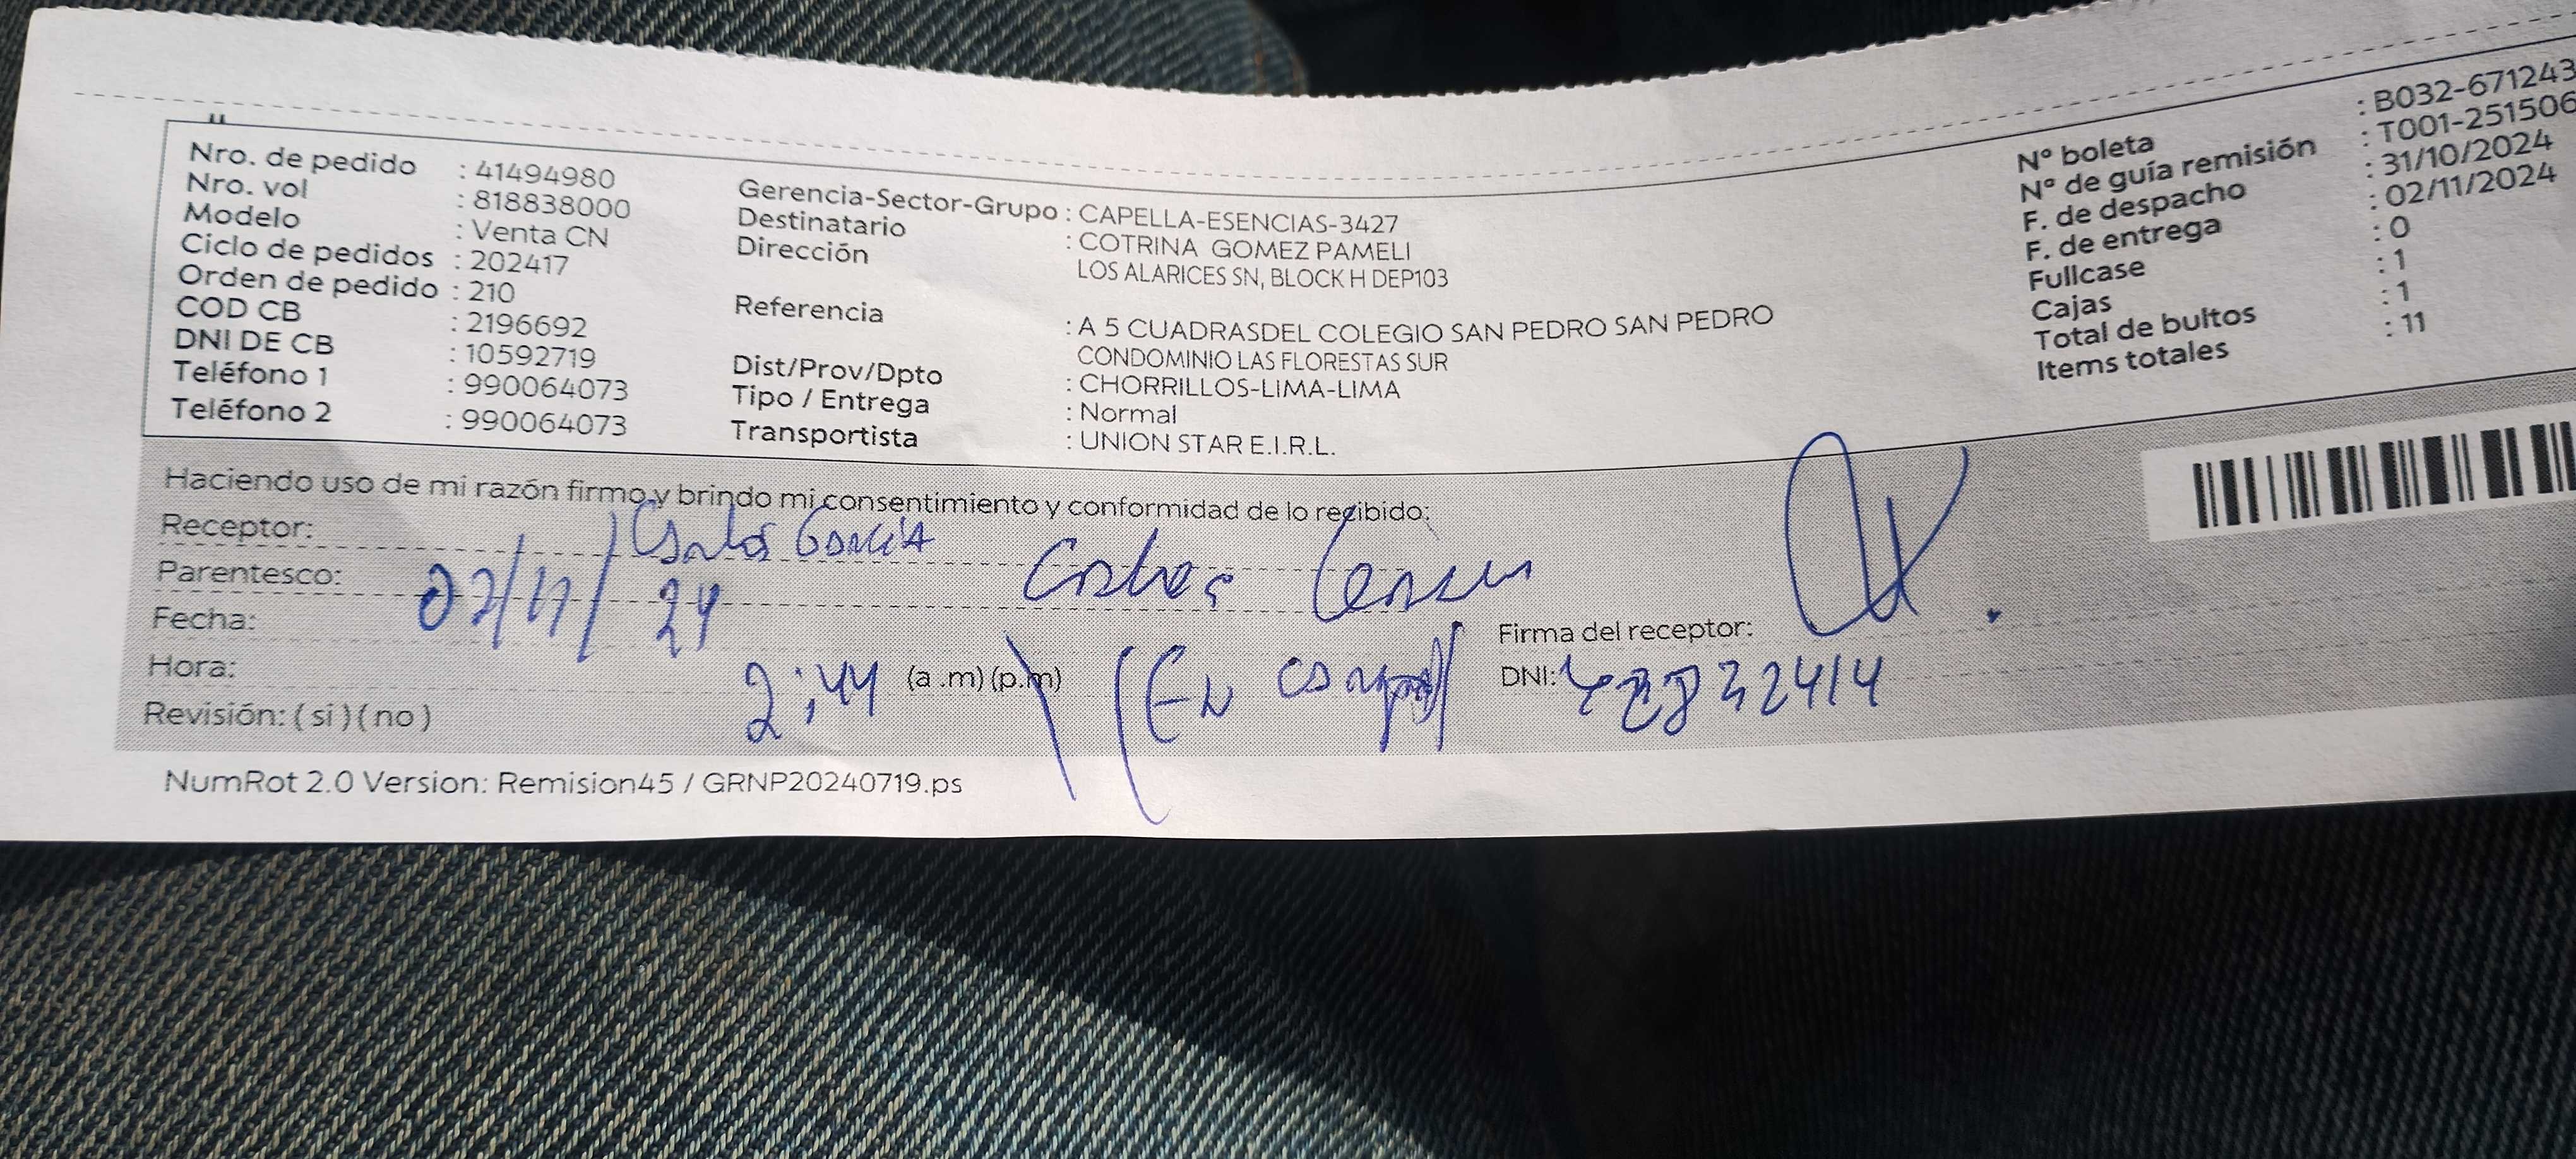 Nro. de pedido : 41494980
Nro. vol : 818838000
Modelo : Venta CN
Ciclo de pedidos : 202417
Orden de pedido : 210
COD CB : 2196692
DNI DE CB : 10592719
Teléfono 1 : 990064073
Teléfono 2 : 990064073
Gerencia-Sector-Grupo : CAPELLA-ESENCIAS-3427
Destinatario : COTRINA GOMEZ PAMELI
Dirección LOS ALARICES SN, BLOCK H DEP103
Referencia : A 5 CUADRASDEL COLEGIO SAN PEDRO SAN PEDRO
CONDOMINIO LAS FLORESTAS SUR
Dist/Prov/Dpto : CHORRILLOS-LIMA-LIMA
Tipo / Entrega : Normal
Transportista : UNION STAR E.I.R.L.
N° boleta : B032-671243
N° de guía remisión : T001-251506
F. de despacho : 31/10/2024
F. de entrega : 02/11/2024
Fullcase : 0
Cajas : 1
Total de bultos : 1
Items totales : 11
Haciendo uso de mi razón firmo y brindo mi consentimiento y conformidad de lo recibido:
Receptor: Carlos García
Parentesco:
Fecha: 02/11/24
Hora: 2:44 (a .m) (p.m)
Revisión: ( si ) ( no )
Firma del receptor:
DNI:
NumRot 2.0 Version: Remision45 / GRNP20240719.ps